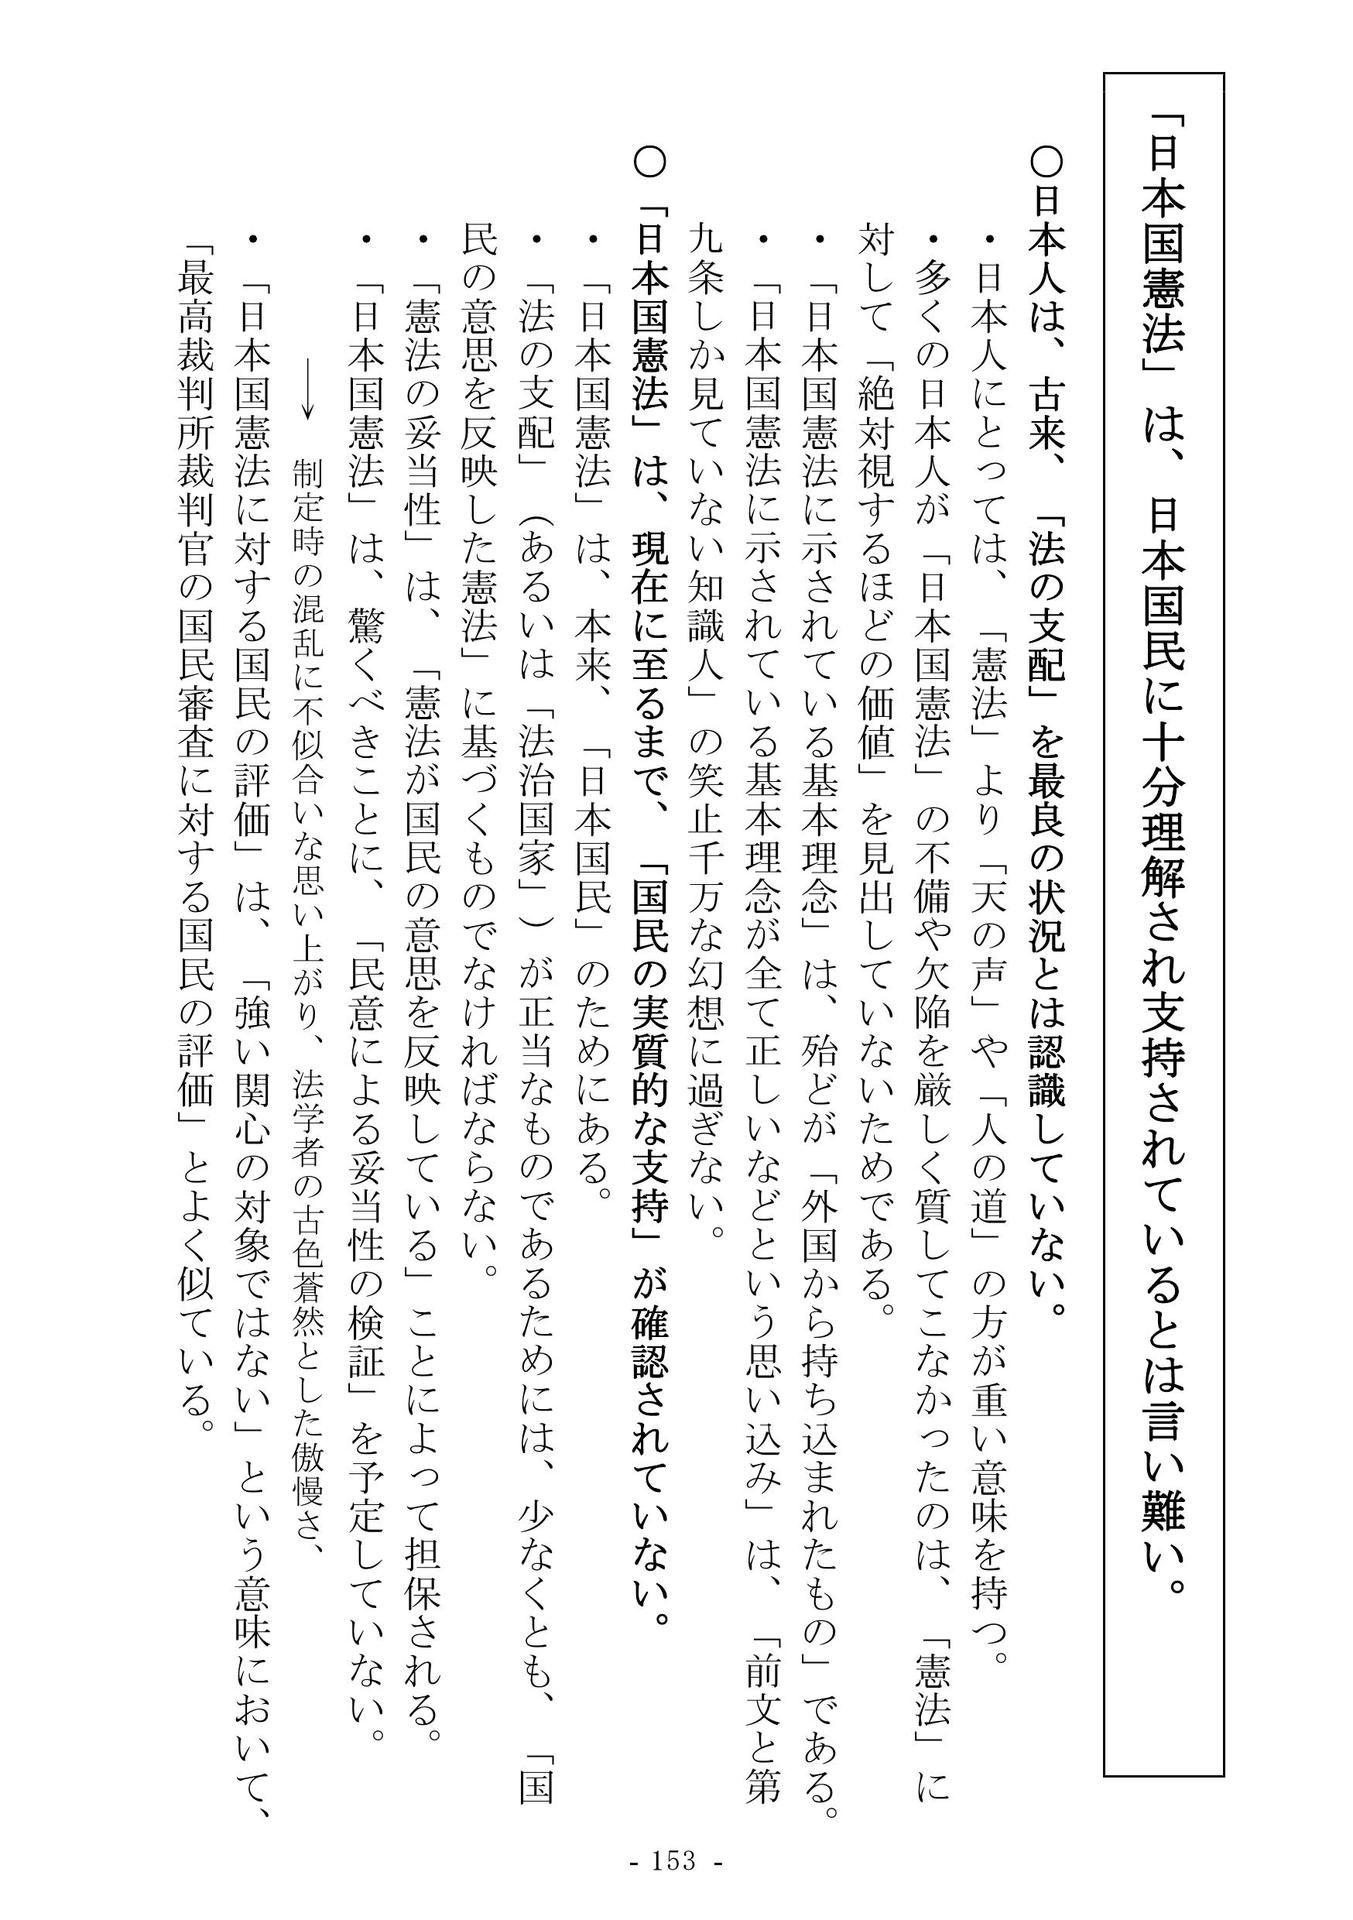 「日本国憲法」は、日本国民に十分理解され支持されているとは言い難い。
〇日本人は、古来、「法の支配」を最良の状況とは認識していない。
・日本人にとっては、「憲法」より「天の声」や「人の道」の方が重い意味を持つ。
・多くの日本人が「日本国憲法」の不備や欠陥を厳しく質してこなかったのは、「憲法」に
対して「絶対視するほどの価値」を見出していないためである。
・「日本国憲法に示されている基本理念」は、殆どが「外国から持ち込まれたもの」である。
・「日本国憲法に示されている基本理念が全て正しいなどという思い込み」は、「前文と第
九条しか見ていない知識人」の笑止千万な幻想に過ぎない。
〇「日本国憲法」は、現在に至るまで、「国民の実質的な支持」が確認されていない。
・「日本国憲法」は、本来、「日本国民」のためにある。
・「法の支配」（あるいは「法治国家」）が正当なものであるためには、少なくとも、「国
民の意思を反映した憲法」に基づくものでなければならない。
・「憲法の妥当性」は、「憲法が国民の意思を反映している」ことによって担保される。
・「日本国憲法」は、驚くべきことに、「民意による妥当性の検証」を予定していない。
→ 制定時の混乱に不似合いな思い上がり、法学者の古色蒼然とした傲慢さ、
・「日本国憲法に対する国民の評価」は、「強い関心の対象ではない」という意味において、
「最高裁判所裁判官の国民審査に対する国民の評価」とよく似ている。
- 153 -